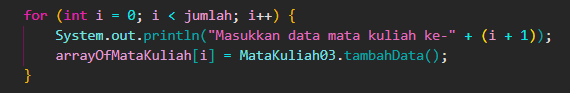 for (int i = 0; i < jumlah; i++) {
System.out.println("Masukkan data mata kuliah ke-" + (i + 1));
arrayOfMataKuliah[i] = MataKuliah03.tambahData();
}